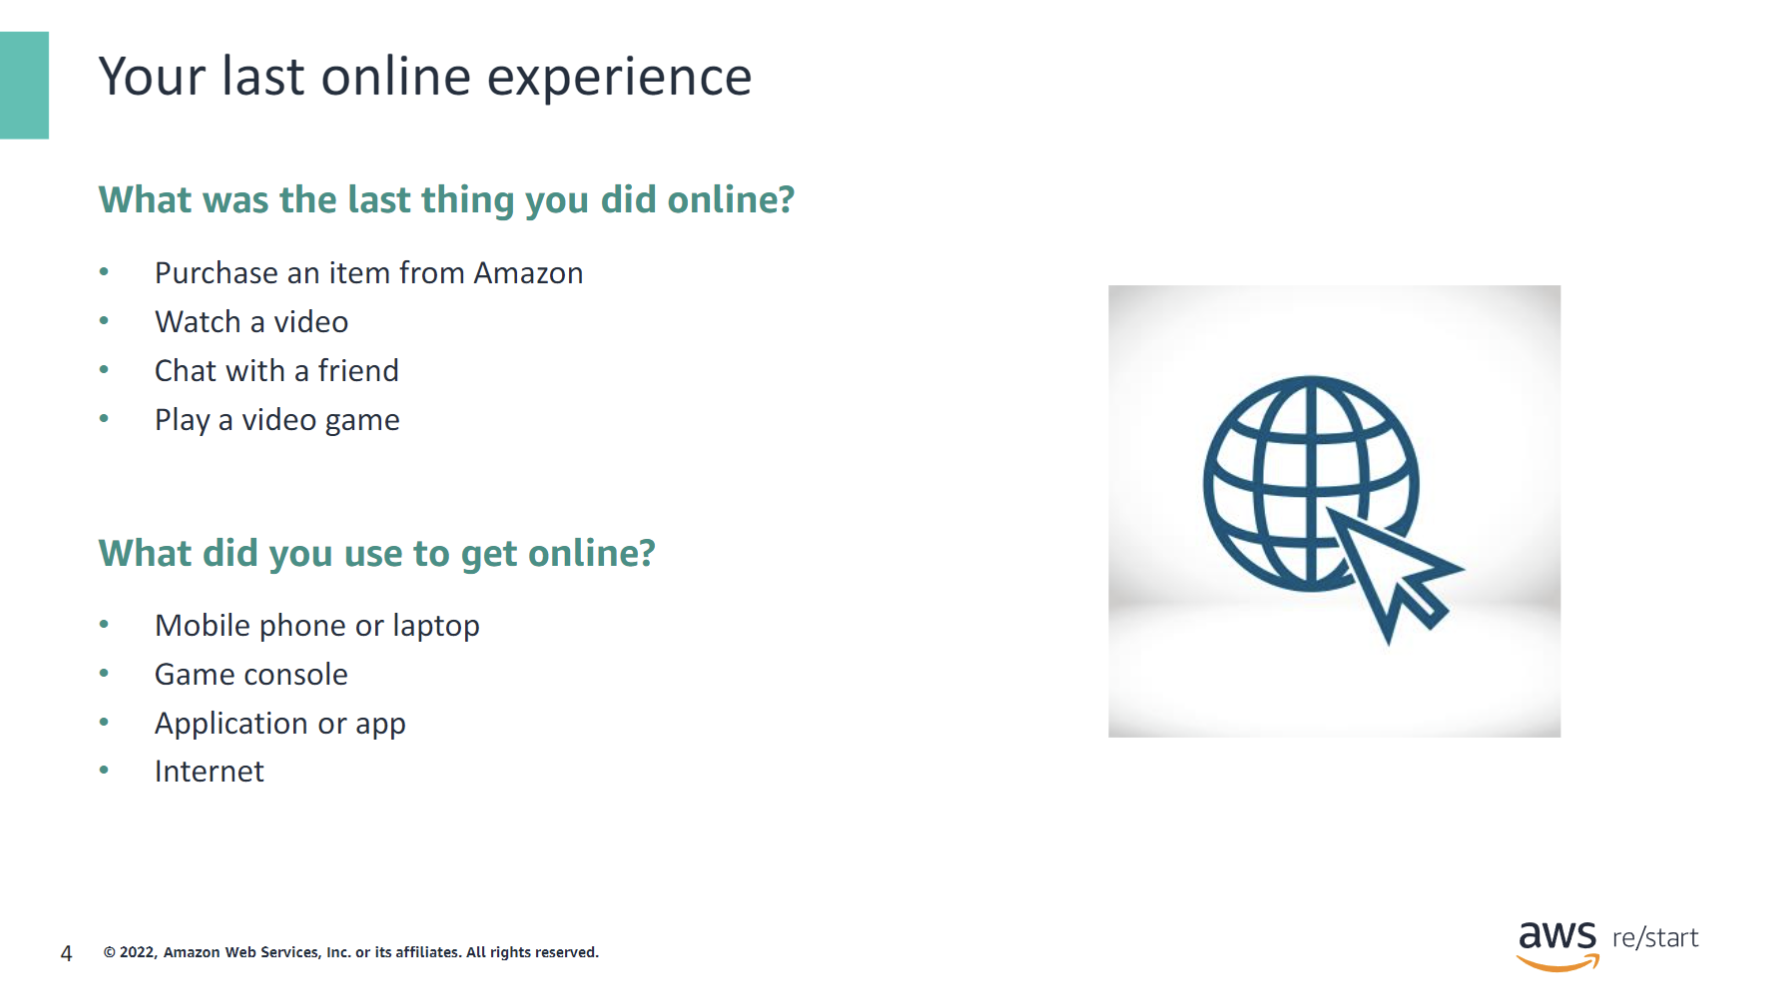 Your last online experience
What was the last thing you did online?
• Purchase an item from Amazon
• Watch a video
• Chat with a friend
• Play a video game
What did you use to get online?
• Mobile phone or laptop
• Game console
• Application or app
• Internet
4 © 2022, Amazon Web Services, Inc. or its affiliates. All rights reserved.
aws re/start